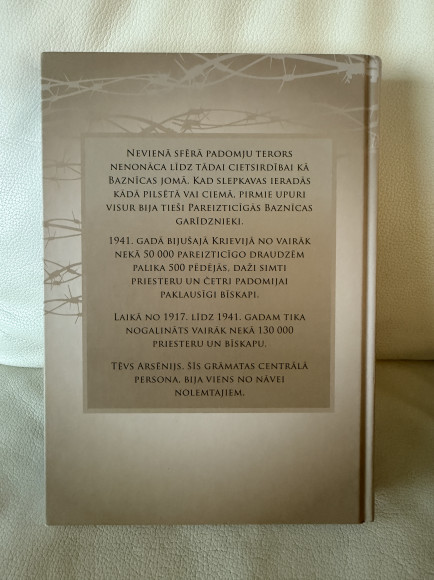 Nevienā sfērā padomju terors
nenonāca līdz tādai cietsirdībai kā
Baznīcas jomā. Kad slepkavas ieradās
kādā pilsētā vai ciemā, pirmie upuri
visur bija tieši Pareizticīgās Baznīcas
garīdznieki.
1941. gadā bijušajā Krievijā no vairāk
nekā 50 000 pareizticīgo draudzēm
palika 500 pēdējās, daži simti
priesteru un četri padomijai
paklausīgi bīskapi.
Laikā no 1917. līdz 1941. gadam tika
nogalināts vairāk nekā 130 000
priesteru un bīskapu.
Tēvs Arsēnijs, šīs grāmatas centrālā
persona, bija viens no nāvei
nolemtajiem.